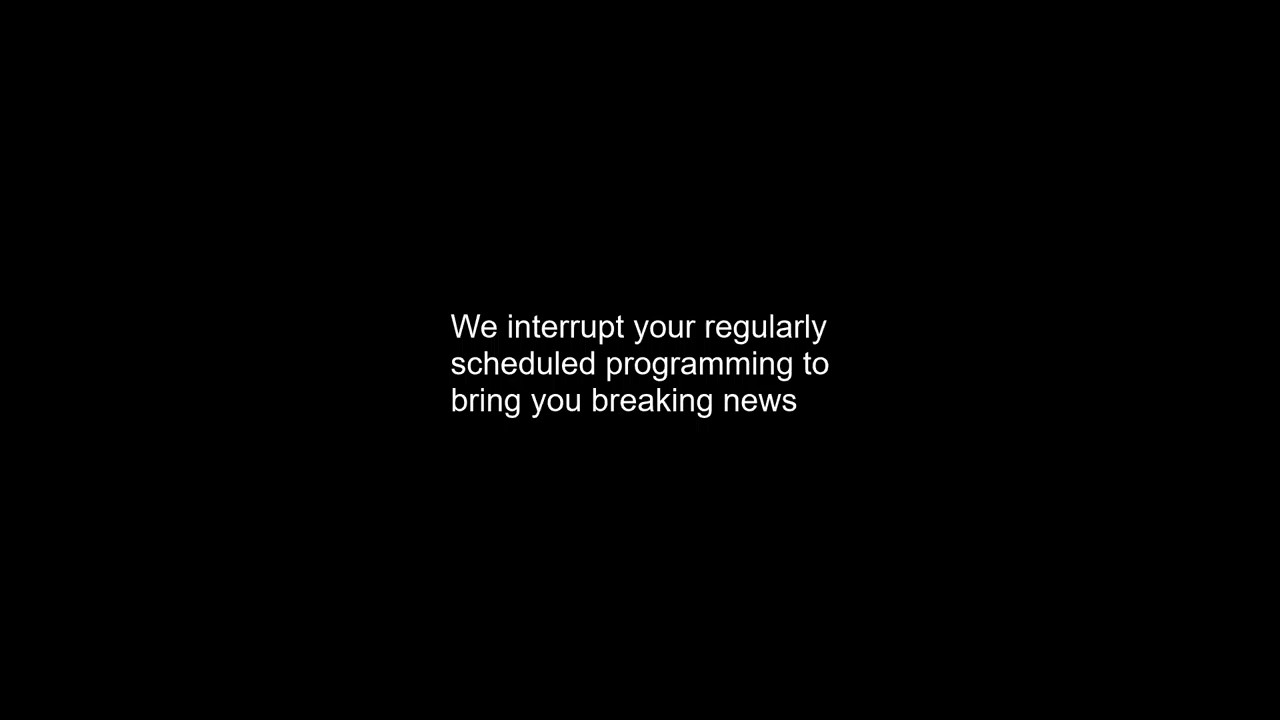 We interrupt your regularly
scheduled programming to
bring you breaking news